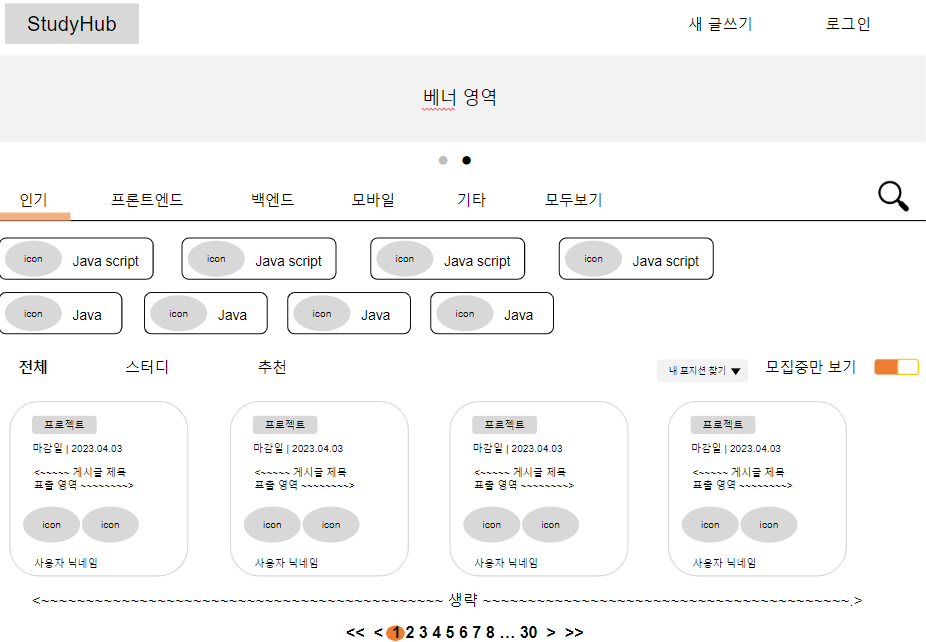 StudyHub 새 글쓰기 로그인
베너 영역
인기 프론트엔드 백엔드 모바일 기타 모두보기
icon Java script icon Java script icon Java script icon Java script
icon Java icon Java icon Java icon Java
전체 스터디 추천 내 포지션 찾기 ▼ 모집중만 보기
프로젝트 프로젝트 프로젝트 프로젝트
마감일 | 2023.04.03 마감일 | 2023.04.03 마감일 | 2023.04.03 마감일 | 2023.04.03
<~~~~~ 게시글 제목 <~~~~~ 게시글 제목 <~~~~~ 게시글 제목 <~~~~~ 게시글 제목
표출 영역 ~~~~~~~~> 표출 영역 ~~~~~~~~> 표출 영역 ~~~~~~~~> 표출 영역 ~~~~~~~~>
icon icon icon icon icon icon icon icon
사용자 닉네임 사용자 닉네임 사용자 닉네임 사용자 닉네임
<~~~~~~~~~~~~~~~~~~~~~~~~~~~~~~~~~~~~~~~~~~~~ 생략 ~~~~~~~~~~~~~~~~~~~~~~~~~~~~~~~~~~~~~~~~.>
<< < 1 2 3 4 5 6 7 8 ... 30 > >>